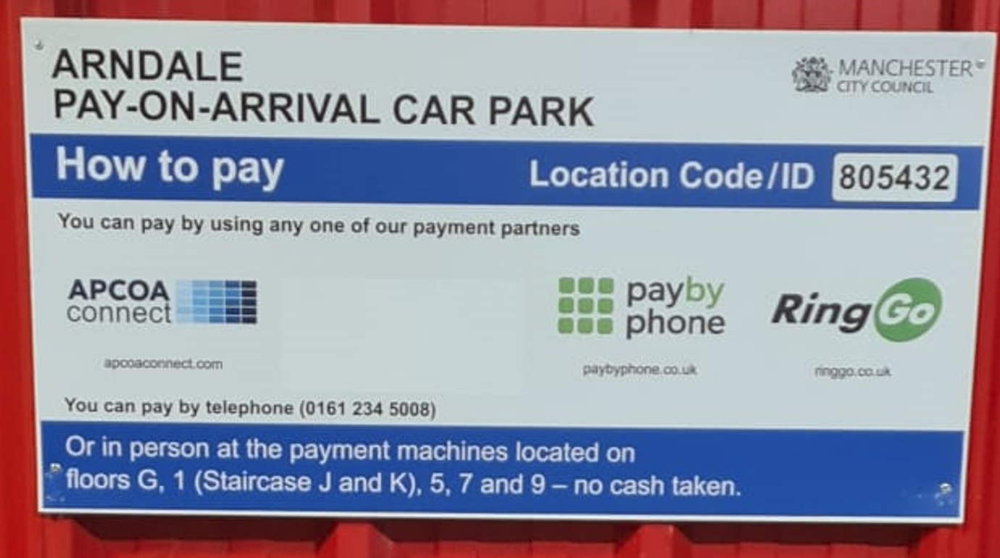 ARNDALE
PAY-ON-ARRIVAL CAR PARK
MANCHESTER
CITY COUNCIL
How to pay
Location Code/ID 805432
You can pay by using any one of our payment partners
APCOA
connect
apcoaconnect.com
payby
phone
paybyphone.co.uk
RingGo
ringgo.co.uk
You can pay by telephone (0161 234 5008)
Or in person at the payment machines located on
floors G, 1 (Staircase J and K), 5, 7 and 9 – no cash taken.